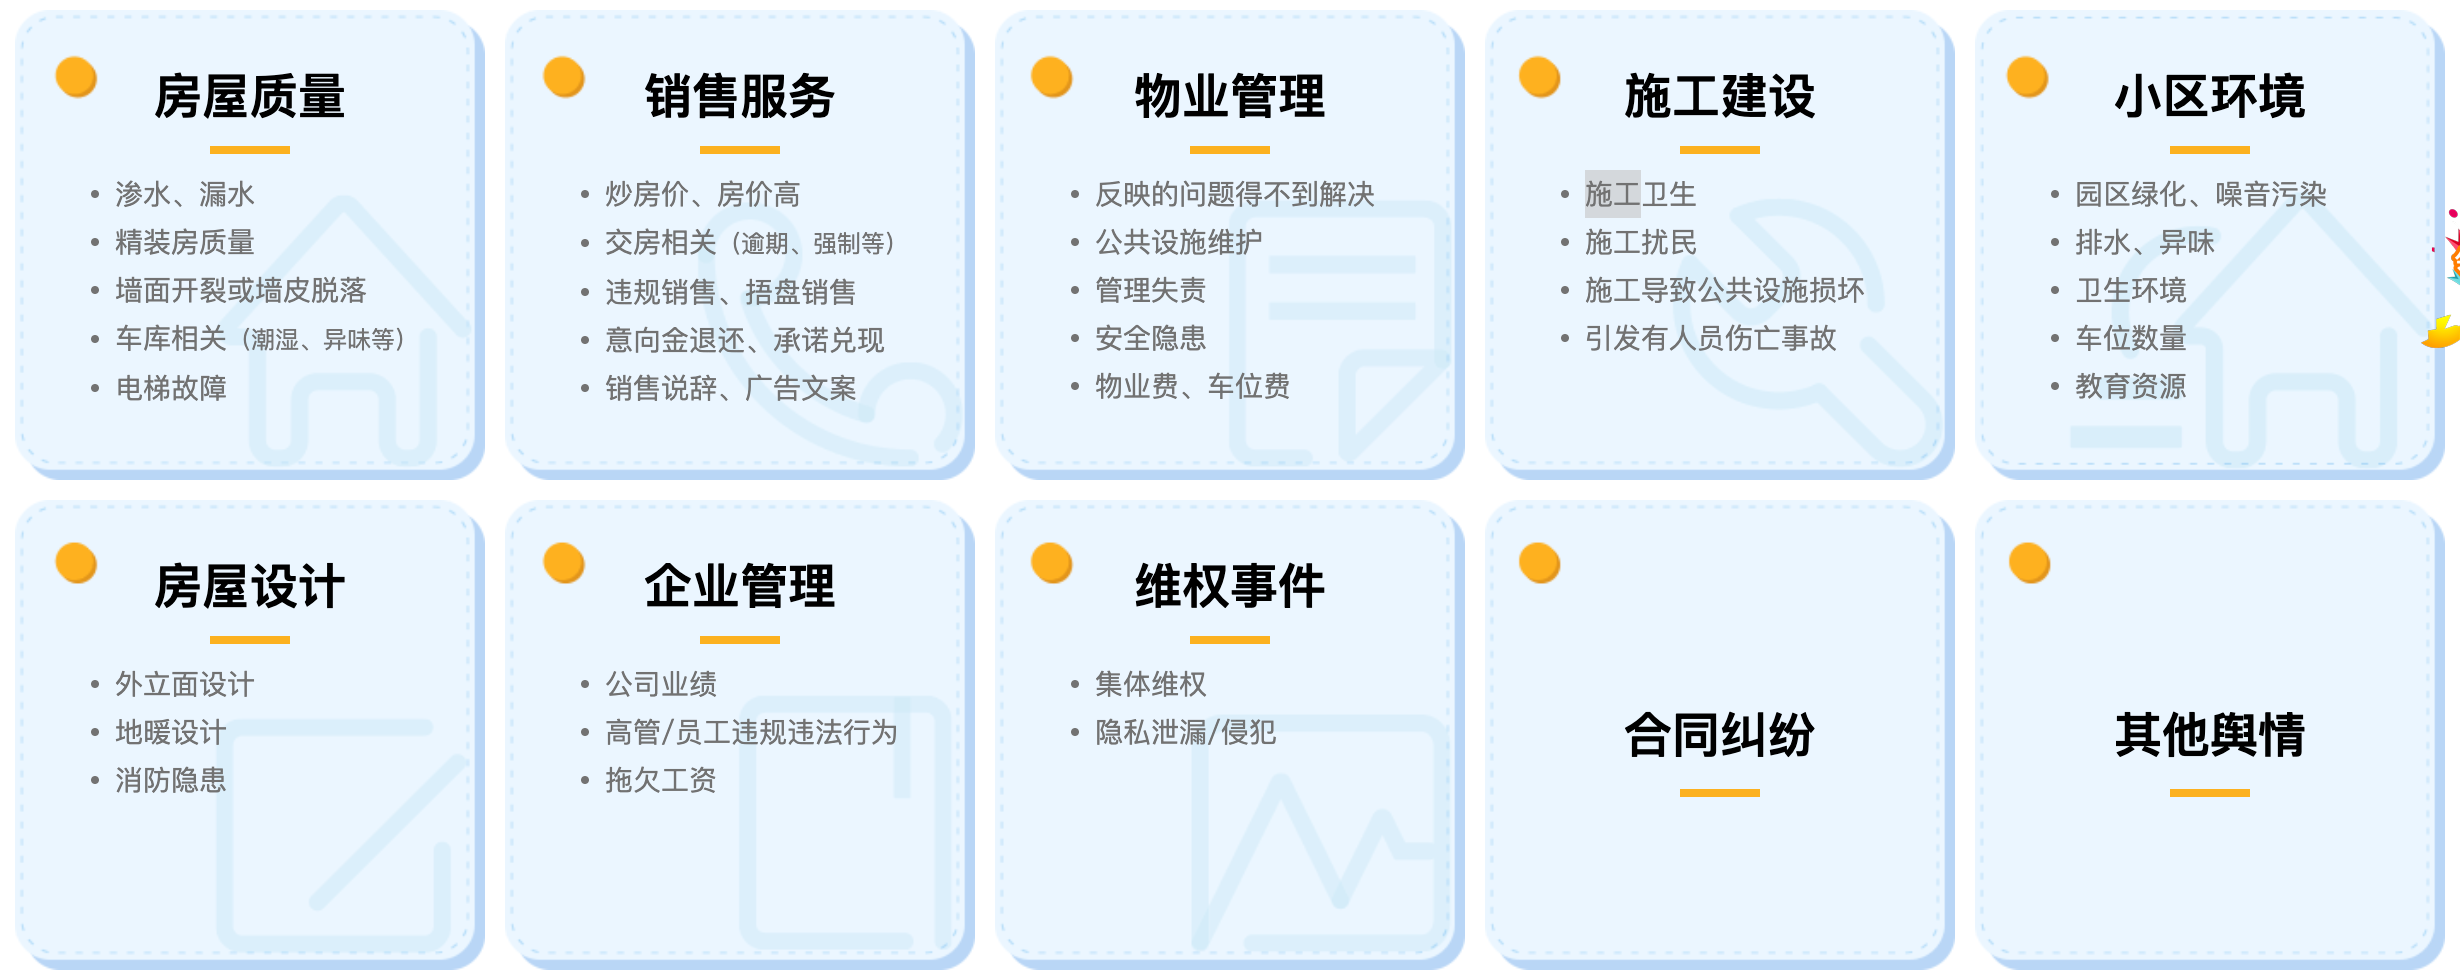 房屋质量
渗水、漏水
精装房质量
墙面开裂或墙皮脱落
车库相关（潮湿、异味等）
电梯故障
销售服务
炒房价、房价高
交房相关（逾期、强制等）
违规销售、捂盘销售
意向金退还、承诺兑现
销售说辞、广告文案
物业管理
反映的问题得不到解决
公共设施维护
管理失责
安全隐患
物业费、车位费
施工建设
施工卫生
施工扰民
施工导致公共设施损坏
引发有人员伤亡事故
小区环境
园区绿化、噪音污染
排水、异味
卫生环境
车位数量
教育资源
房屋设计
外立面设计
地暖设计
消防隐患
企业管理
公司业绩
高管/员工违规违法行为
拖欠工资
维权事件
集体维权
隐私泄漏/侵犯
合同纠纷
其他舆情